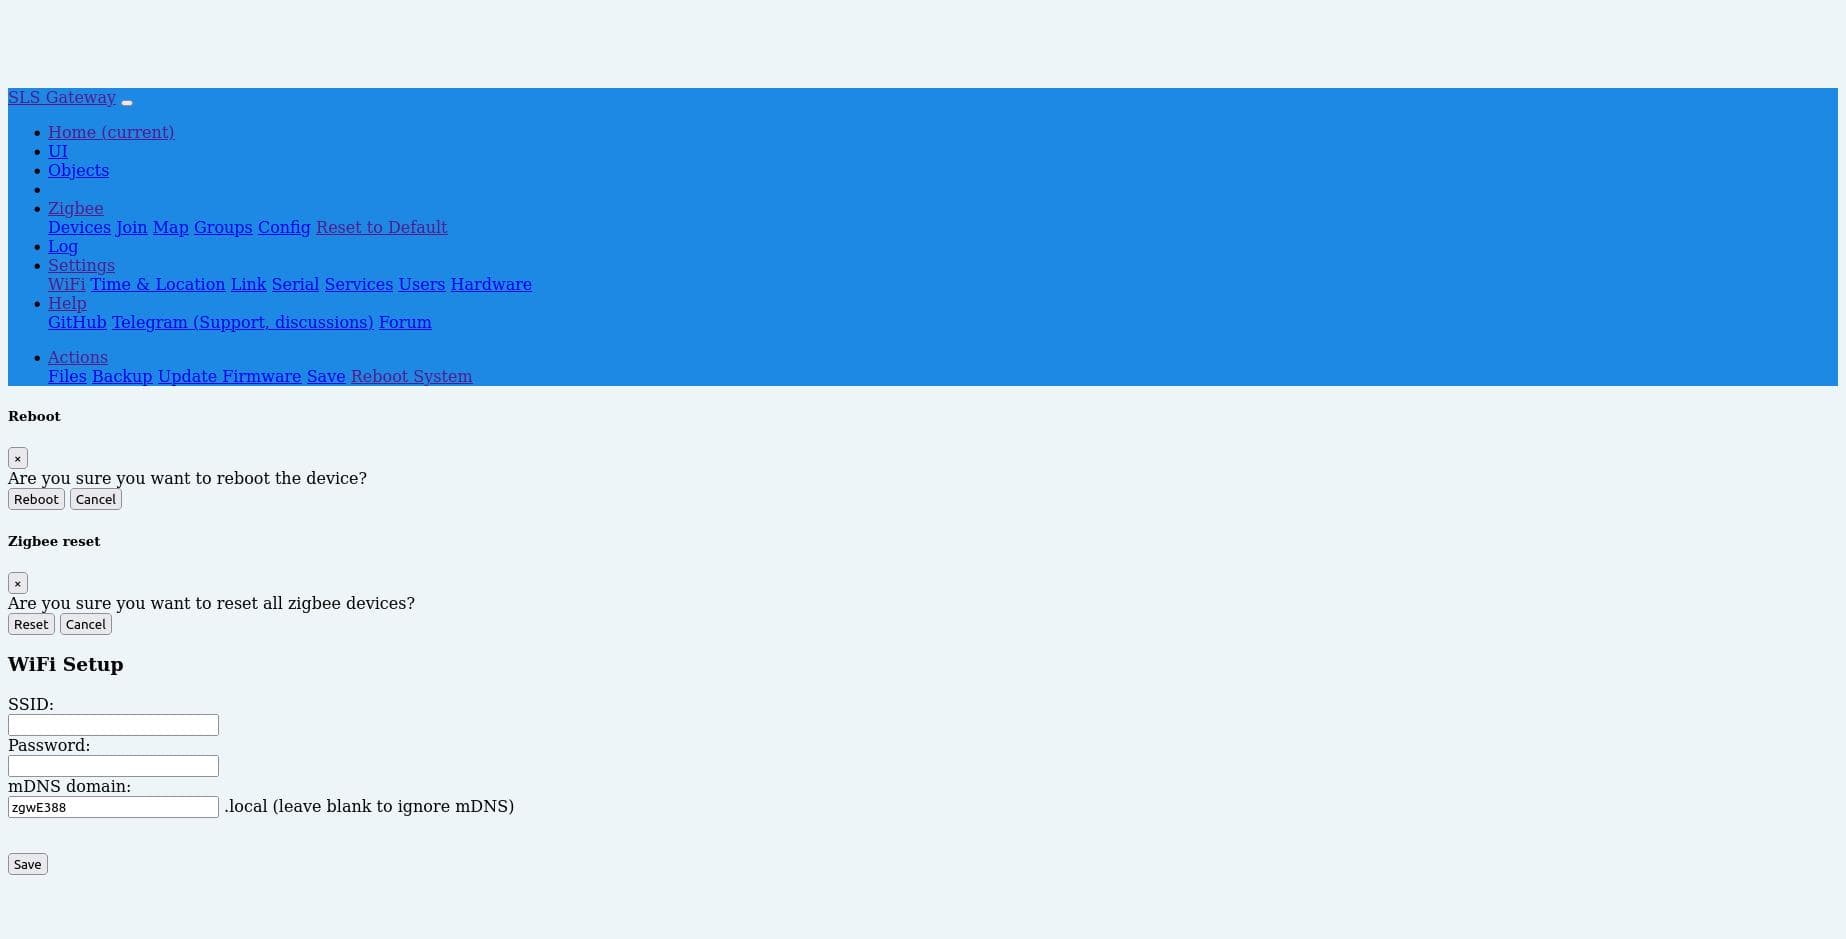 SLS Gateway
Home (current)
UI
Objects
Zigbee
Devices Join Map Groups Config Reset to Default
Log
Settings
WiFi Time & Location Link Serial Services Users Hardware
Help
GitHub Telegram (Support, discussions) Forum
Actions
Files Backup Update Firmware Save Reboot System
Reboot
×
Are you sure you want to reboot the device?
Reboot Cancel
Zigbee reset
×
Are you sure you want to reset all zigbee devices?
Reset Cancel
WiFi Setup
SSID:
Password:
mDNS domain:
zgwE388 .local (leave blank to ignore mDNS)
Save